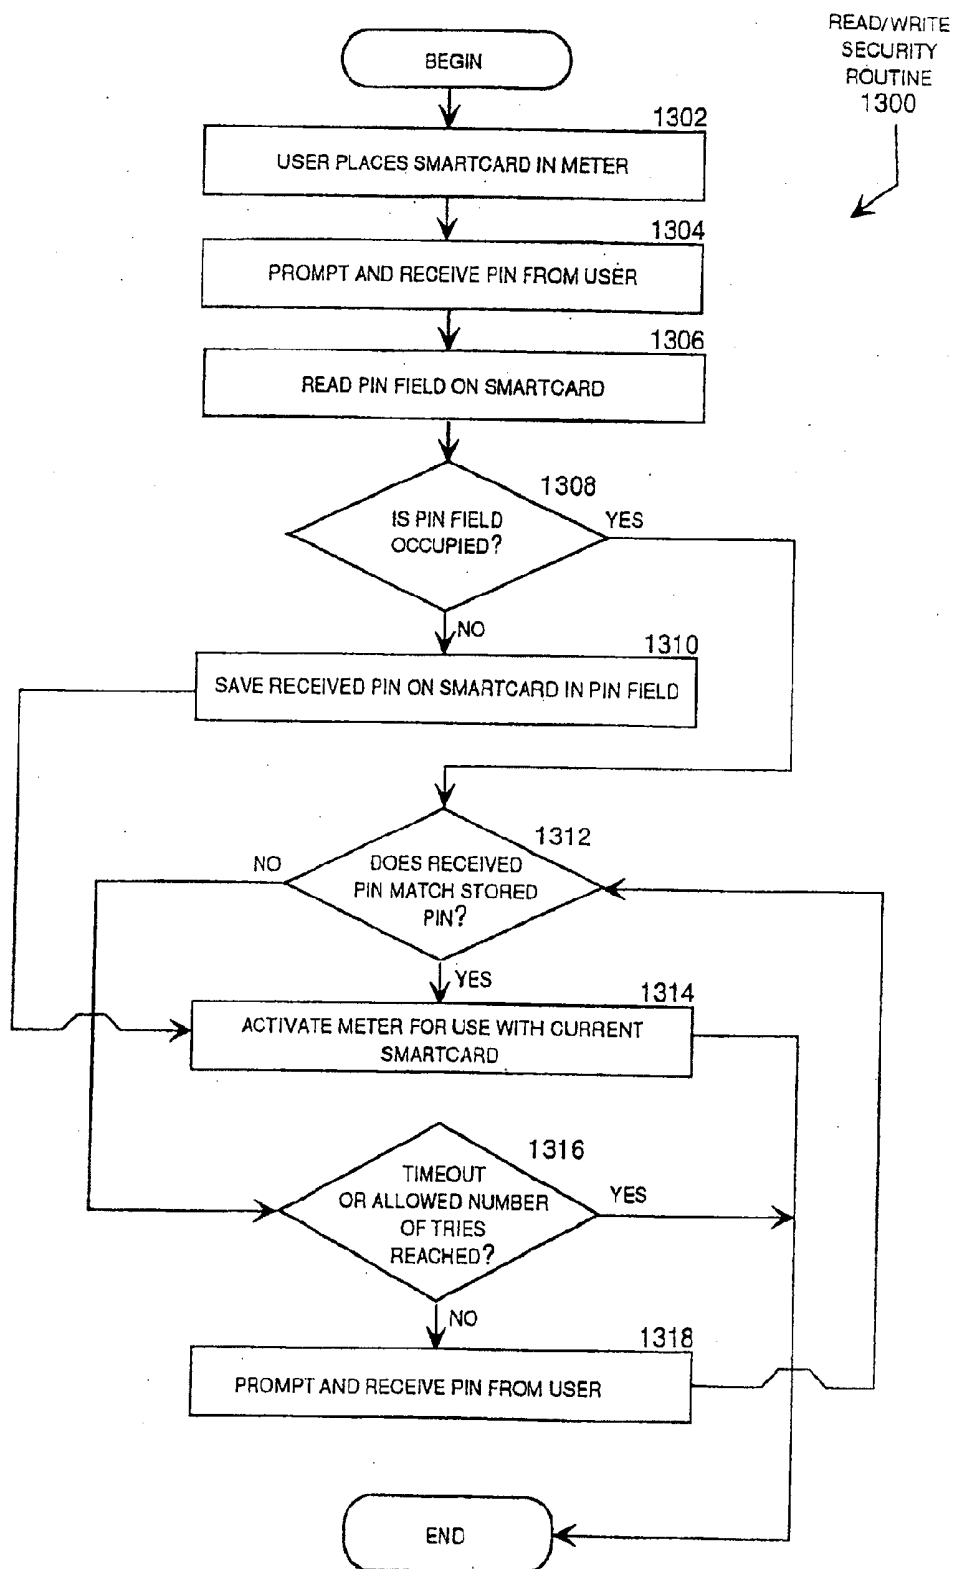 READ/WRITE
SECURITY
ROUTINE
1300
BEGIN
1302
USER PLACES SMARTCARD IN METER
1304
PROMPT AND RECEIVE PIN FROM USER
1306
READ PIN FIELD ON SMARTCARD
1308
IS PIN FIELD
OCCUPIED?
YES
NO
1310
SAVE RECEIVED PIN ON SMARTCARD IN PIN FIELD
1312
NO
DOES RECEIVED
PIN MATCH STORED
PIN?
YES
1314
ACTIVATE METER FOR USE WITH CURRENT
SMARTCARD
1316
TIMEOUT
OR ALLOWED NUMBER
OF TRIES
REACHED?
YES
NO
1318
PROMPT AND RECEIVE PIN FROM USER
END